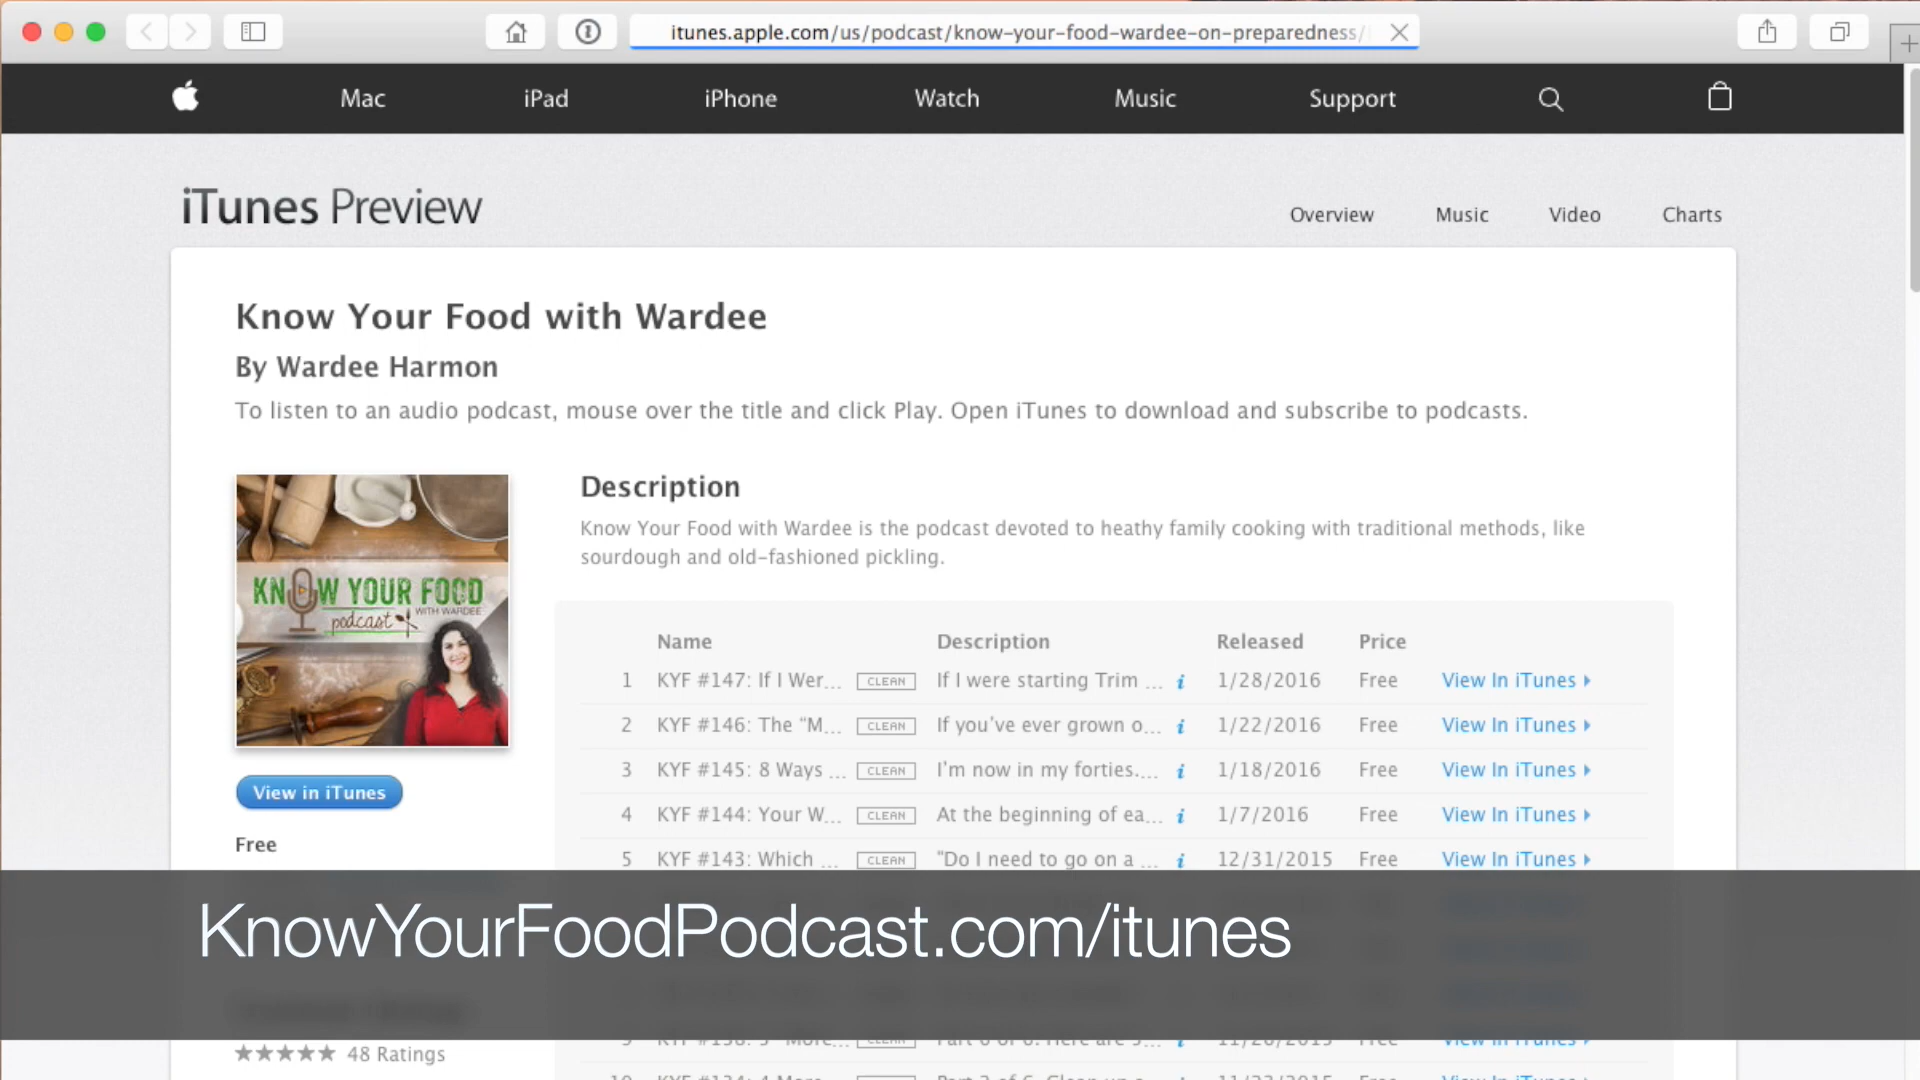 itunes.apple.com/us/podcast/know-your-food-wardee-on-preparedness/
Mac iPad iPhone Watch Music Support
iTunes Preview
Overview Music Video Charts
Know Your Food with Wardee
By Wardee Harmon
To listen to an audio podcast, mouse over the title and click Play. Open iTunes to download and subscribe to podcasts.
KNOW YOUR FOOD
WITH WARDEE
podcast
View in iTunes
Free
Description
Know Your Food with Wardee is the podcast devoted to heathy family cooking with traditional methods, like
sourdough and old-fashioned pickling.
Name Description Released Price
1 KYF #147: If I Wer... CLEAN If I were starting Trim ... i 1/28/2016 Free View In iTunes
2 KYF #146: The “M... CLEAN If you’ve ever grown o... i 1/22/2016 Free View In iTunes
3 KYF #145: 8 Ways ... CLEAN I’m now in my forties.... i 1/18/2016 Free View In iTunes
4 KYF #144: Your W... CLEAN At the beginning of ea... i 1/7/2016 Free View In iTunes
5 KYF #143: Which ... CLEAN “Do I need to go on a ... i 12/31/2015 Free View In iTunes
KnowYourFoodPodcast.com/itunes
★★★★★ 48 Ratings